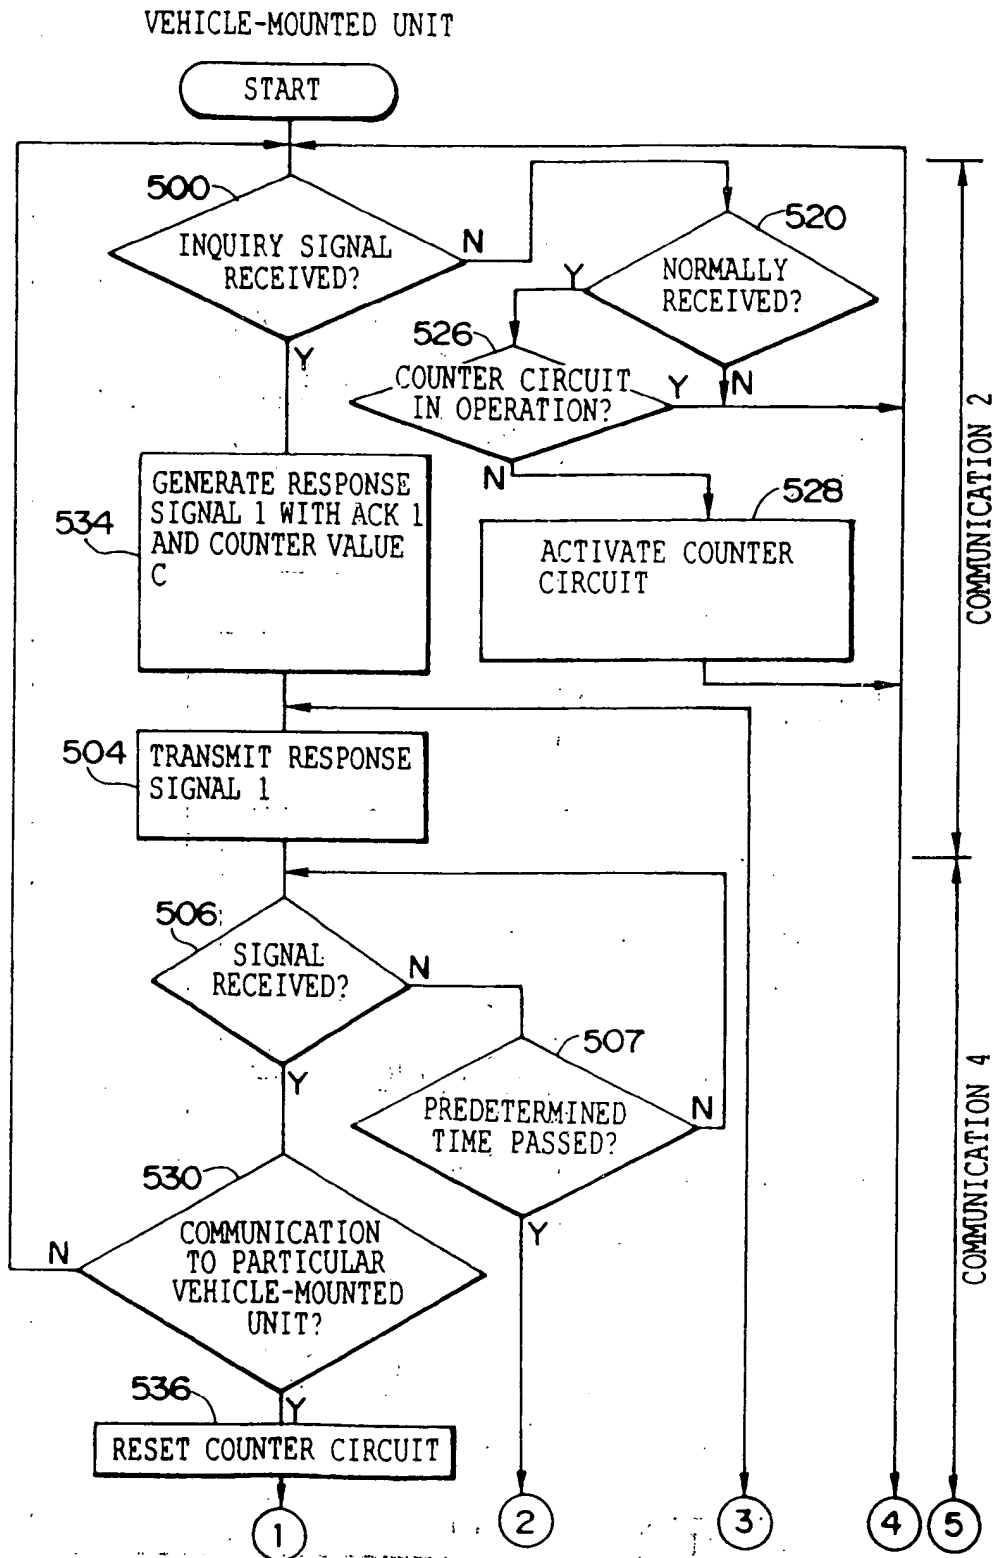 VEHICLE-MOUNTED UNIT
START
500
INQUIRY SIGNAL
RECEIVED?
N
Y
520
NORMALLY
RECEIVED?
Y
N
526
COUNTER CIRCUIT
IN OPERATION?
Y
N
528
ACTIVATE COUNTER
CIRCUIT
534
GENERATE RESPONSE
SIGNAL 1 WITH ACK 1
AND COUNTER VALUE
C
COMMUNICATION 2
504
TRANSMIT RESPONSE
SIGNAL 1
506
SIGNAL
RECEIVED?
N
Y
507
PREDETERMINED
TIME PASSED?
N
Y
530
COMMUNICATION
TO PARTICULAR
VEHICLE-MOUNTED
UNIT?
N
Y
COMMUNICATION 4
536
RESET COUNTER CIRCUIT
1
2
3
4
5